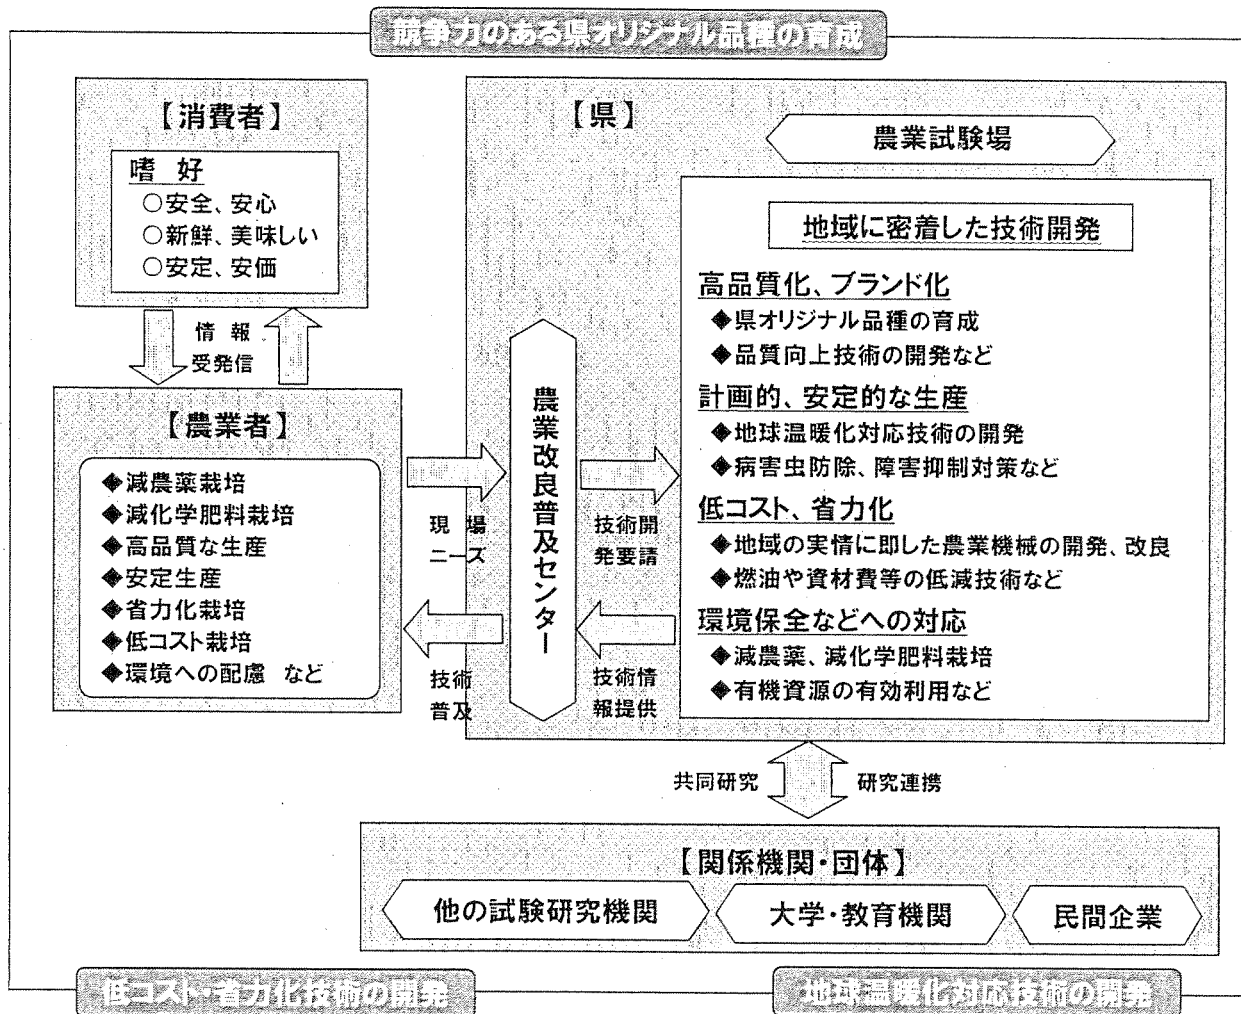 競争力のある県オリジナル品種の育成
【消費者】
嗜 好
○安全、安心
○新鮮、美味しい
○安定、安価
情 報
受発信
【農業者】
◆減農薬栽培
◆減化学肥料栽培
◆高品質な生産
◆安定生産
◆省力化栽培
◆低コスト栽培
◆環境への配慮 など
現 場
ニーズ
技術
普及
【県】
農業改良普及センター
技術開
発要請
技術情
報提供
農業試験場
地域に密着した技術開発
高品質化、ブランド化
◆県オリジナル品種の育成
◆品質向上技術の開発など
計画的、安定的な生産
◆地球温暖化対応技術の開発
◆病害虫防除、障害抑制対策など
低コスト、省力化
◆地域の実情に即した農業機械の開発、改良
◆燃油や資材費等の低減技術など
環境保全などへの対応
◆減農薬、減化学肥料栽培
◆有機資源の有効利用など
共同研究
研究連携
【関係機関・団体】
他の試験研究機関
大学・教育機関
民間企業
低コスト・省力化技術の開発
地球温暖化対応技術の開発